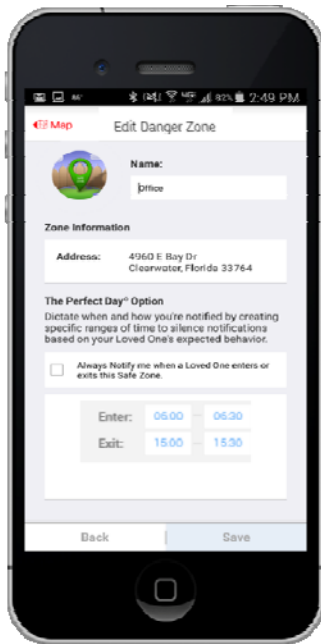 82% 2:49 PM
Map
Edit Danger Zone
Name:
Office
Zone Information
Address: 4960 E Bay Dr
Clearwater, Florida 33764
The Perfect Day® Option
Dictate when and how you're notified by creating
specific ranges of time to silence notifications
based on your Loved One's expected behavior.
Always Notify me when a Loved One enters or
exits this Safe Zone.
Enter: 06:00 – 06:30
Exit: 15:00 – 15:30
Back | Save